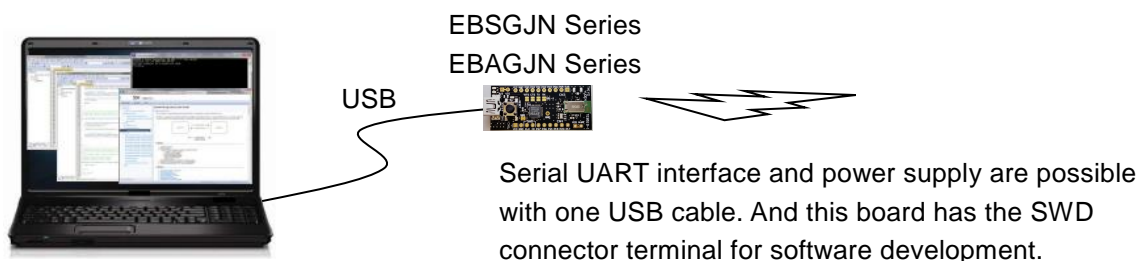 EBSGJN Series
EBAGJN Series
USB
Serial UART interface and power supply are possible
with one USB cable. And this board has the SWD
connector terminal for software development.